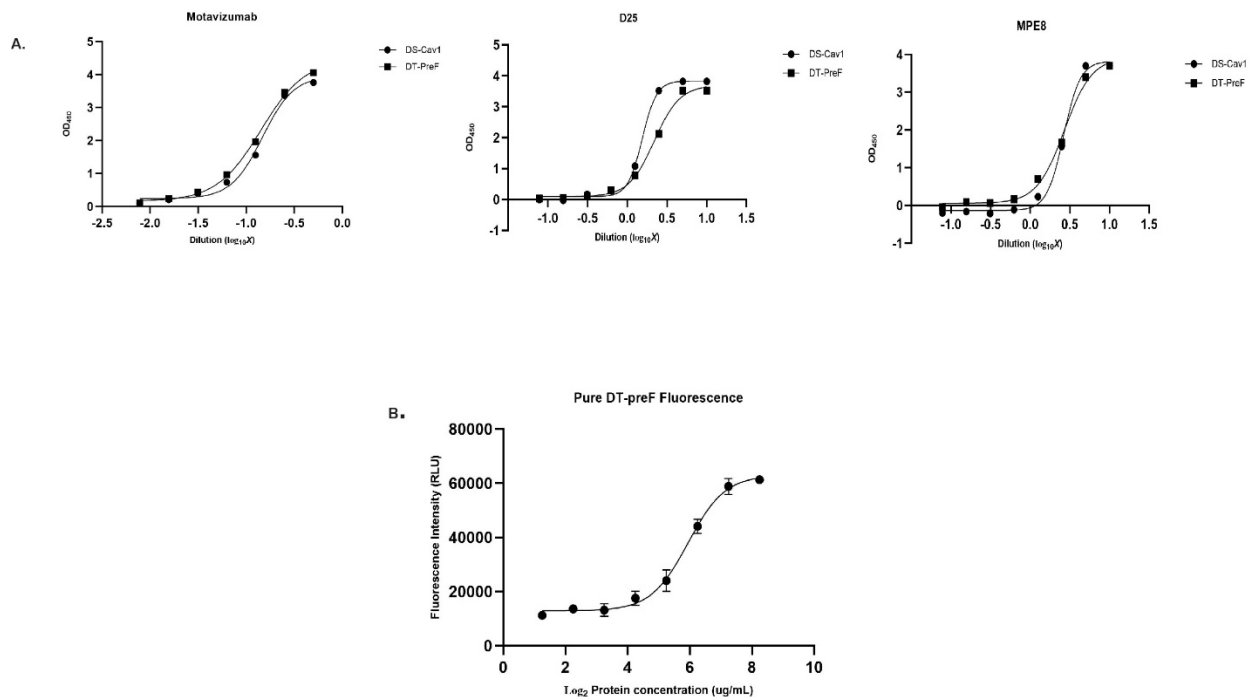 A.
Motavizumab
OD450
5
4
3
2
1
0
-2.5 -2.0 -1.5 -1.0 -0.5 0.0
Dilution (log10X)
DS-Cav1
DT-PreF
D25
OD450
5
4
3
2
1
0
-1
-1.0 -0.5 0.0 0.5 1.0 1.5
Dilution (log10X)
DS-Cav1
DT-PreF
MPE8
OD450
4
3
2
1
0
-1
-1.0 -0.5 0.0 0.5 1.0 1.5
Dilution (log10X)
DS-Cav1
DT-PreF
B.
Pure DT-preF Fluorescence
Fluorescence Intensity (RLU)
80000
60000
40000
20000
0
0 2 4 6 8 10
Log2 Protein concentration (ug/mL)